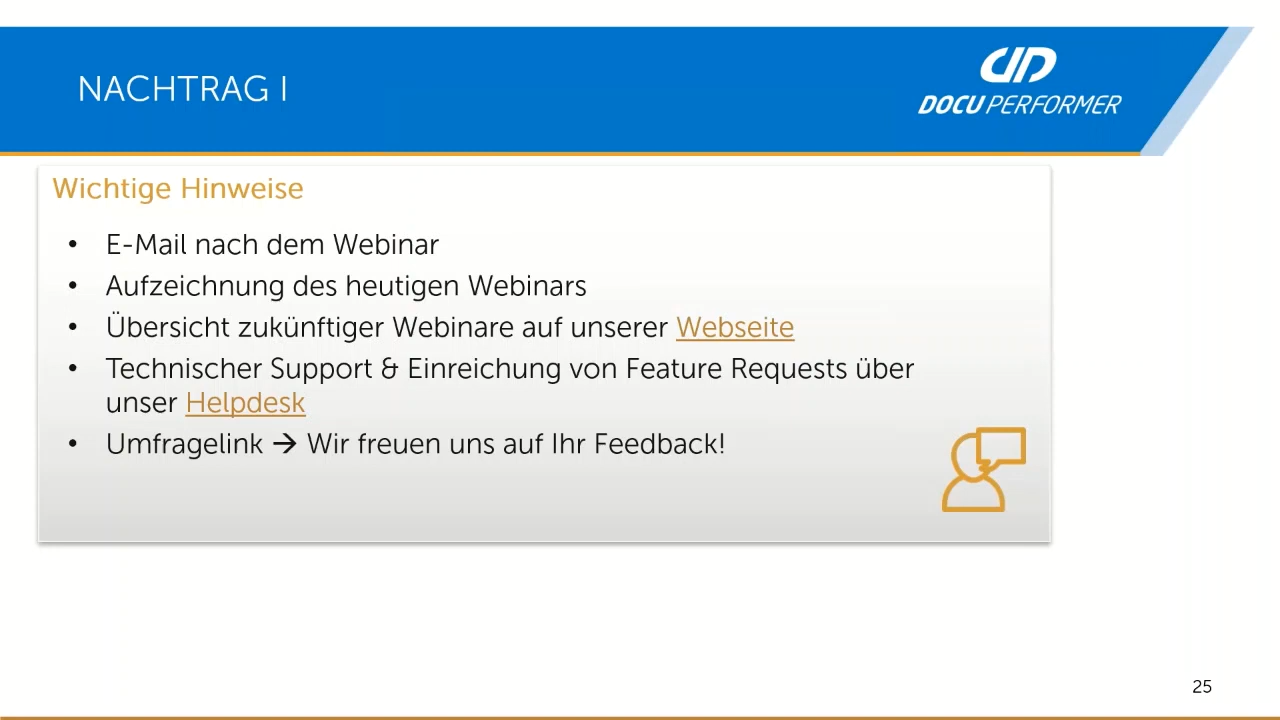 NACHTRAG I
DOCU PERFORMER
Wichtige Hinweise
• E-Mail nach dem Webinar
• Aufzeichnung des heutigen Webinars
• Übersicht zukünftiger Webinare auf unserer Webseite
• Technischer Support & Einreichung von Feature Requests über
unser Helpdesk
• Umfragelink → Wir freuen uns auf Ihr Feedback!
25